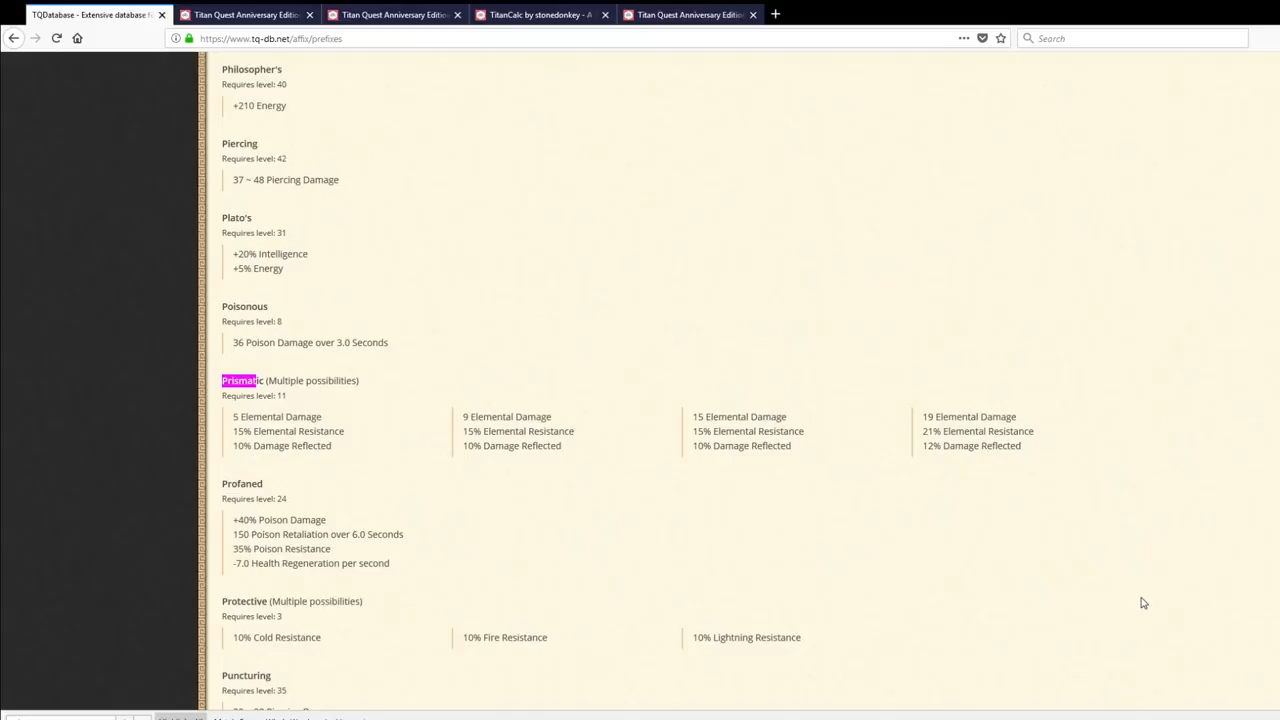 TQDatabase - Extensive database fo
Titan Quest Anniversary Edition
Titan Quest Anniversary Edition
TitanCalc by stonedonkey - A
Titan Quest Anniversary Edition
https://www.tq-db.net/affix/prefixes
Search
Philosopher's
Requires level: 40
+210 Energy
Piercing
Requires level: 42
37 ~ 48 Piercing Damage
Plato's
Requires level: 31
+20% Intelligence
+5% Energy
Poisonous
Requires level: 8
36 Poison Damage over 3.0 Seconds
Prismatic (Multiple possibilities)
Requires level: 11
5 Elemental Damage 9 Elemental Damage 15 Elemental Damage 19 Elemental Damage
15% Elemental Resistance 15% Elemental Resistance 15% Elemental Resistance 21% Elemental Resistance
10% Damage Reflected 10% Damage Reflected 10% Damage Reflected 12% Damage Reflected
Profaned
Requires level: 24
+40% Poison Damage
150 Poison Retaliation over 6.0 Seconds
35% Poison Resistance
-7.0 Health Regeneration per second
Protective (Multiple possibilities)
Requires level: 3
10% Cold Resistance 10% Fire Resistance 10% Lightning Resistance
Puncturing
Requires level: 35